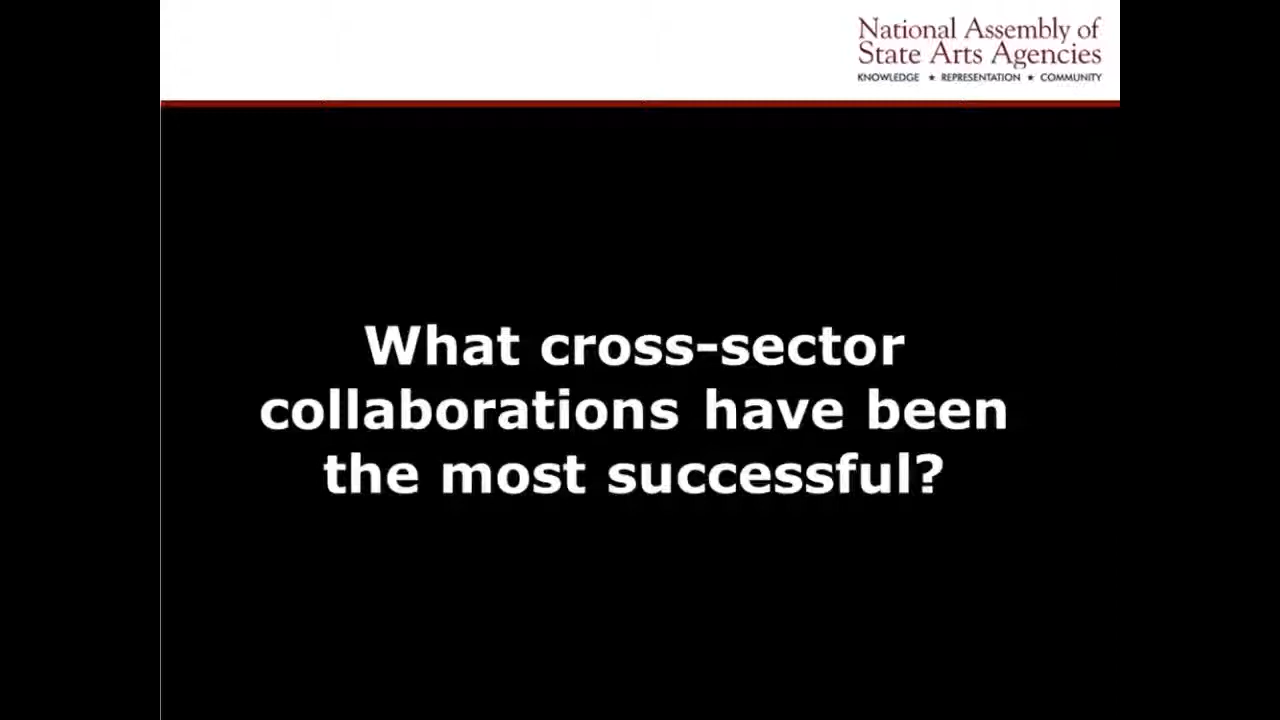 National Assembly of
State Arts Agencies
KNOWLEDGE ★ REPRESENTATION ★ COMMUNITY
What cross-sector
collaborations have been
the most successful?